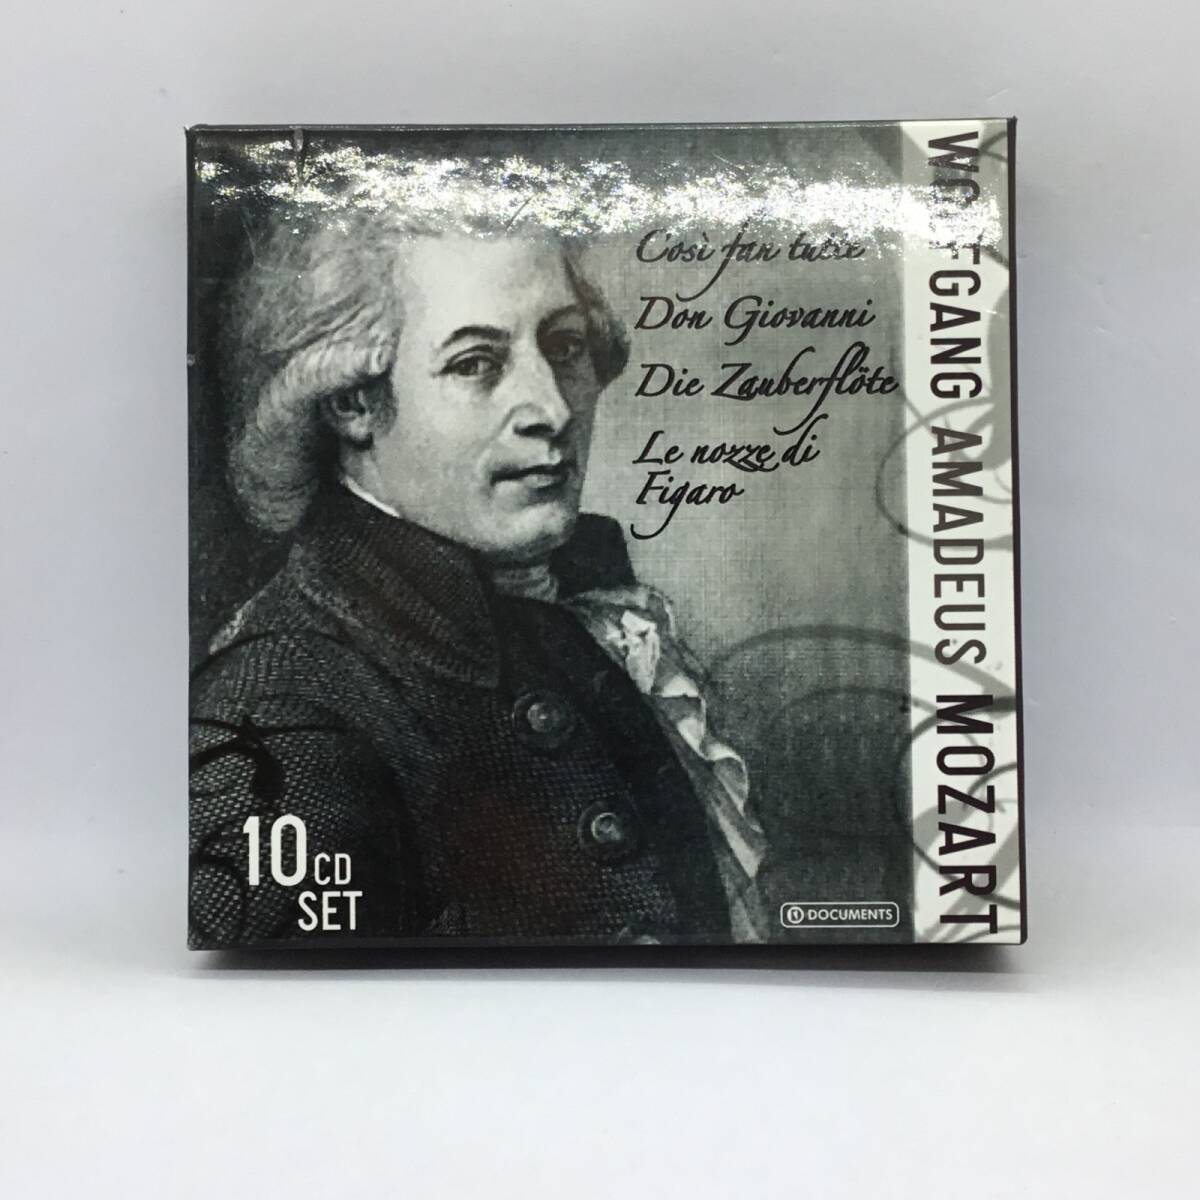 Così fan tutte
Don Giovanni
Die Zauberflöte
Le nozze di
Figaro
WOLFGANG AMADEUS MOZART
10 CD
SET
DOCUMENTS